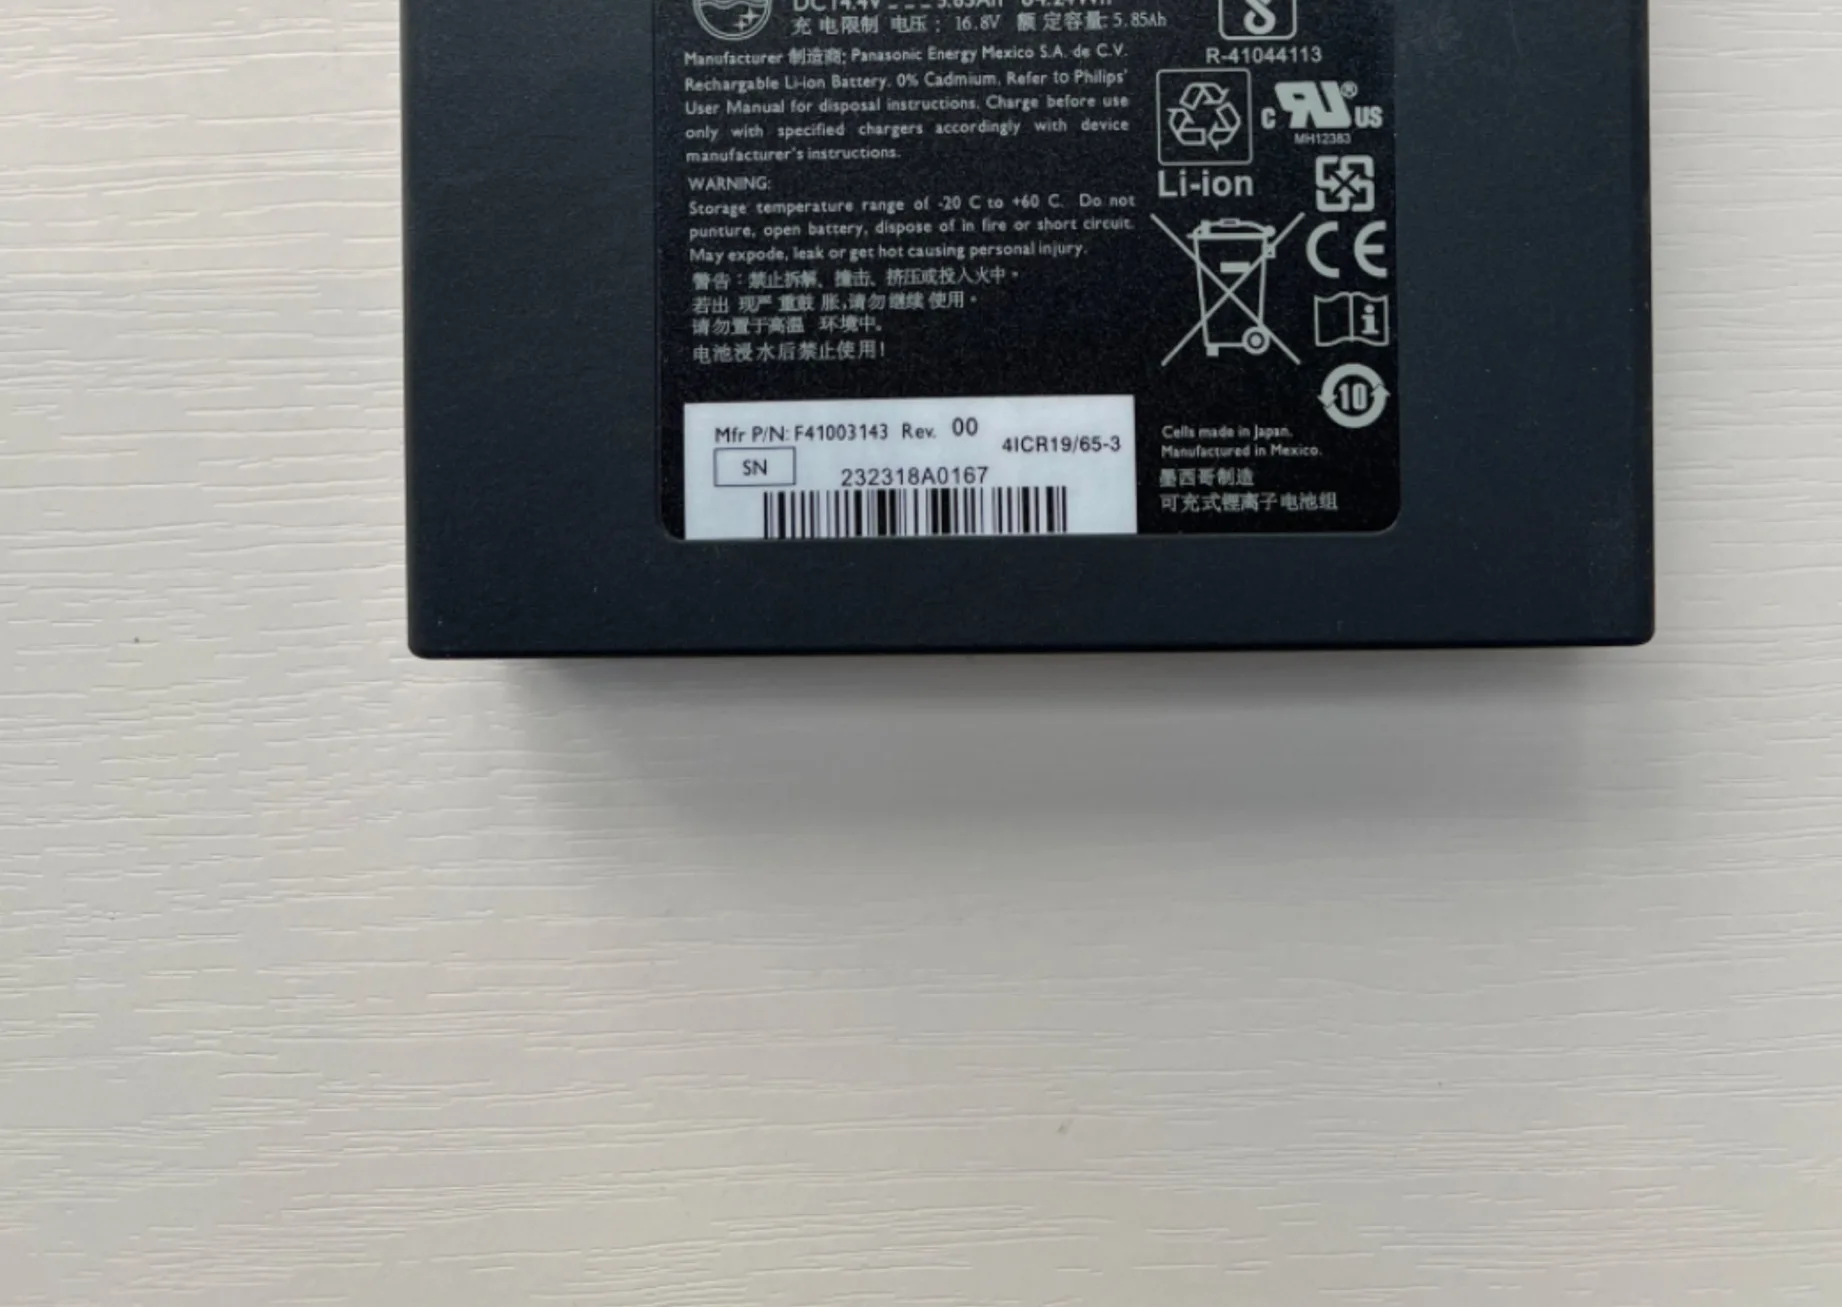 充电限制 电压: 16.8V 额定容量: 5.85Ah
Manufacturer 制造商: Panasonic Energy Mexico S.A. de C.V.
Rechargable Li-ion Battery. 0% Cadmium. Refer to Philips'
User Manual for disposal instructions. Charge before use
only with specified chargers accordingly with device
manufacturer's instructions.
WARNING:
Storage temperature range of -20 C to +60 C. Do not
punture, open battery, dispose of in fire or short circuit.
May expode, leak or get hot causing personal injury.
警告:禁止拆解、撞击、挤压或投入火中。
若出 现严 重鼓 胀,请勿继续 使用。
请勿置于高温 环境中。
电池浸水后禁止使用!
R-41044113
Li-ion
c RU® US
MH12383
CE
i
10
Mfr P/N: F41003143 Rev. 00
4ICR19/65-3
SN
232318A0167
Cells made in Japan.
Manufactured in Mexico.
墨西哥制造
可充式锂离子电池组